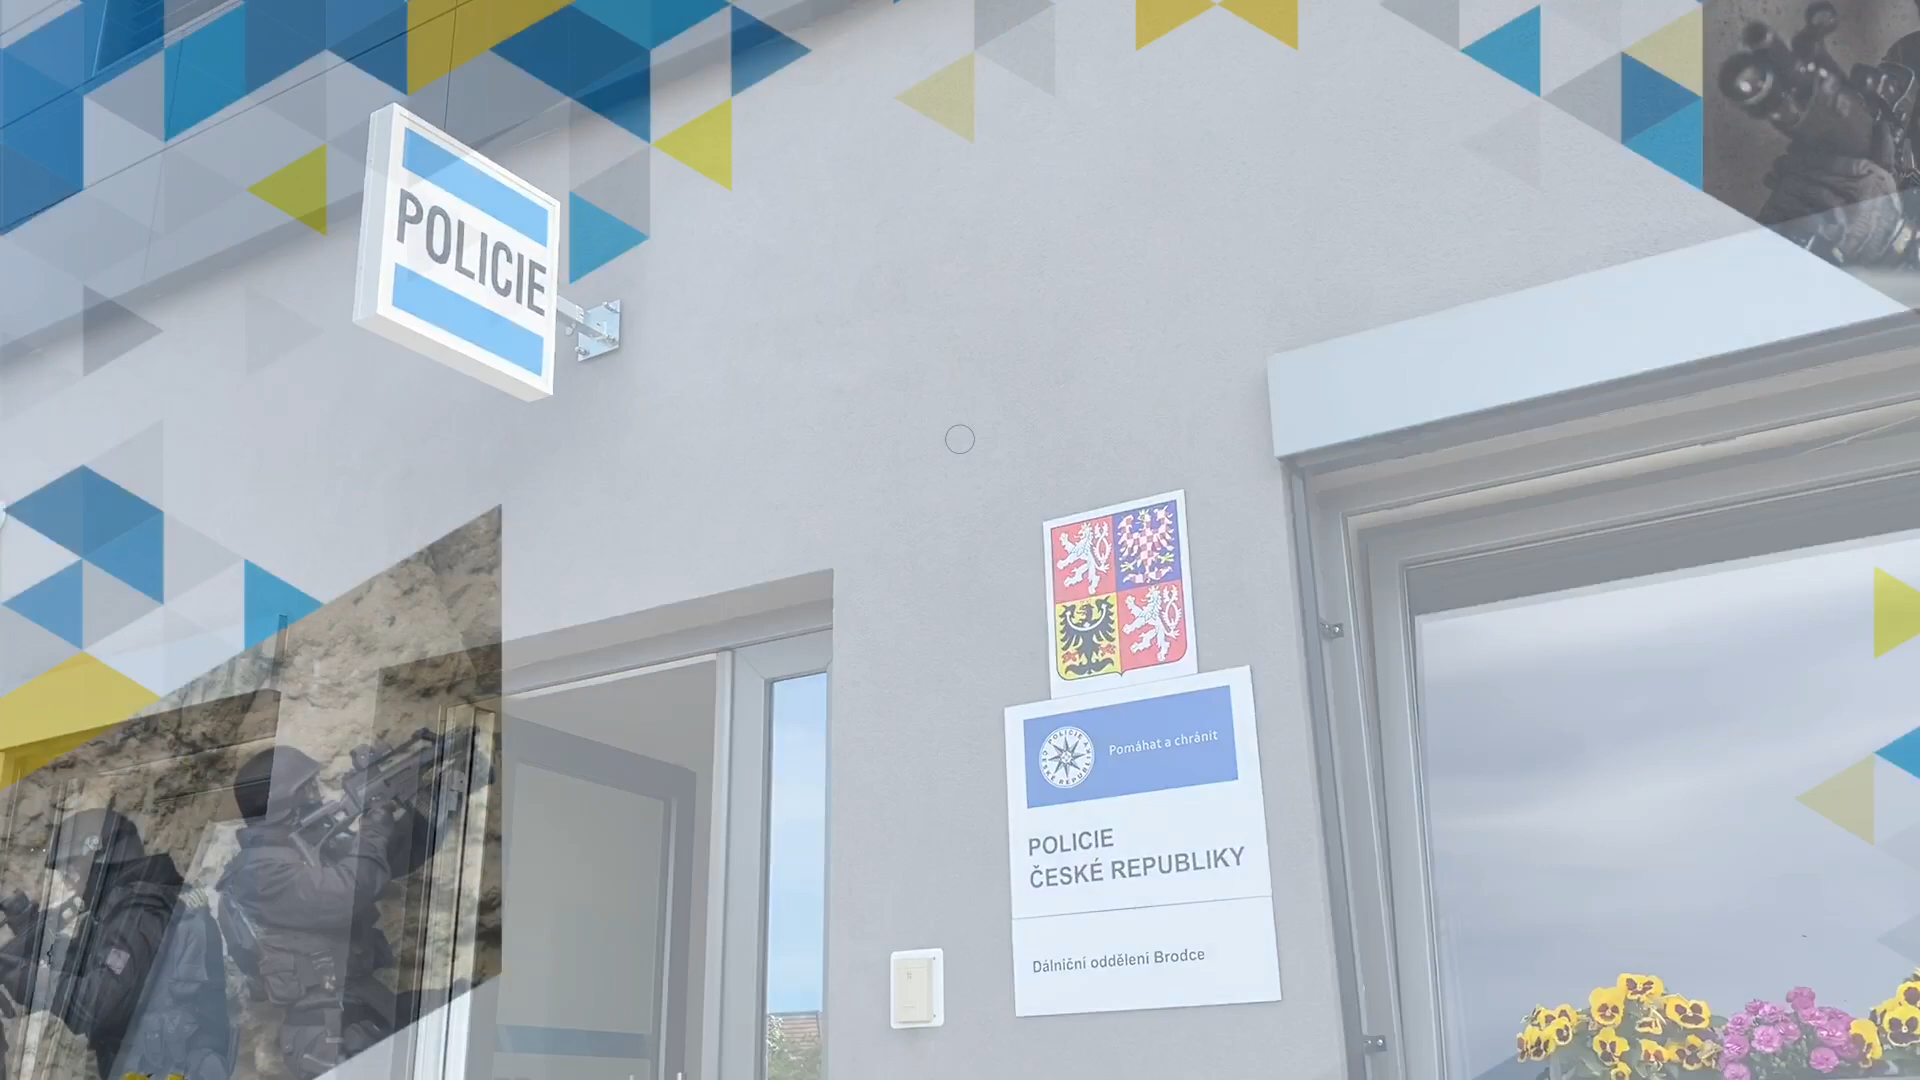 POLICIE
Pomáhat a chránit
POLICIE
ČESKÉ REPUBLIKY
Dálniční oddělení Brodce